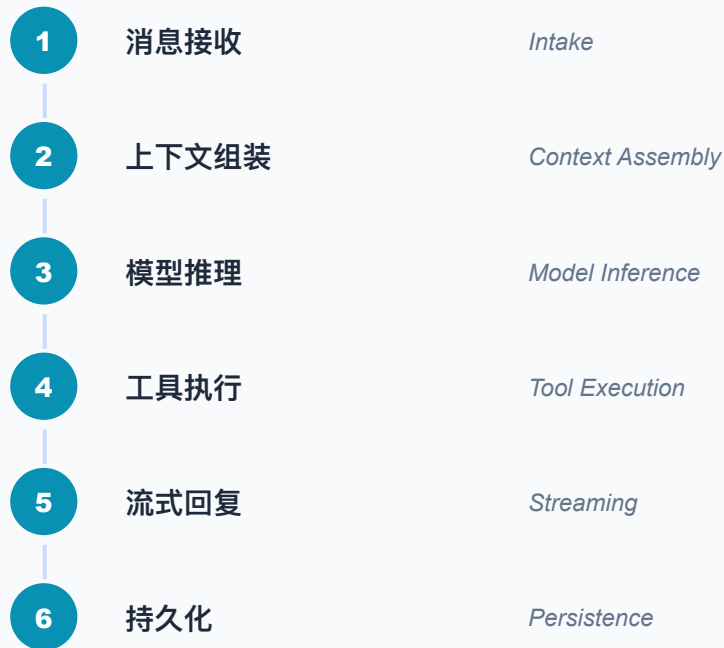 1 消息接收 Intake
2 上下文组装 Context Assembly
3 模型推理 Model Inference
4 工具执行 Tool Execution
5 流式回复 Streaming
6 持久化 Persistence